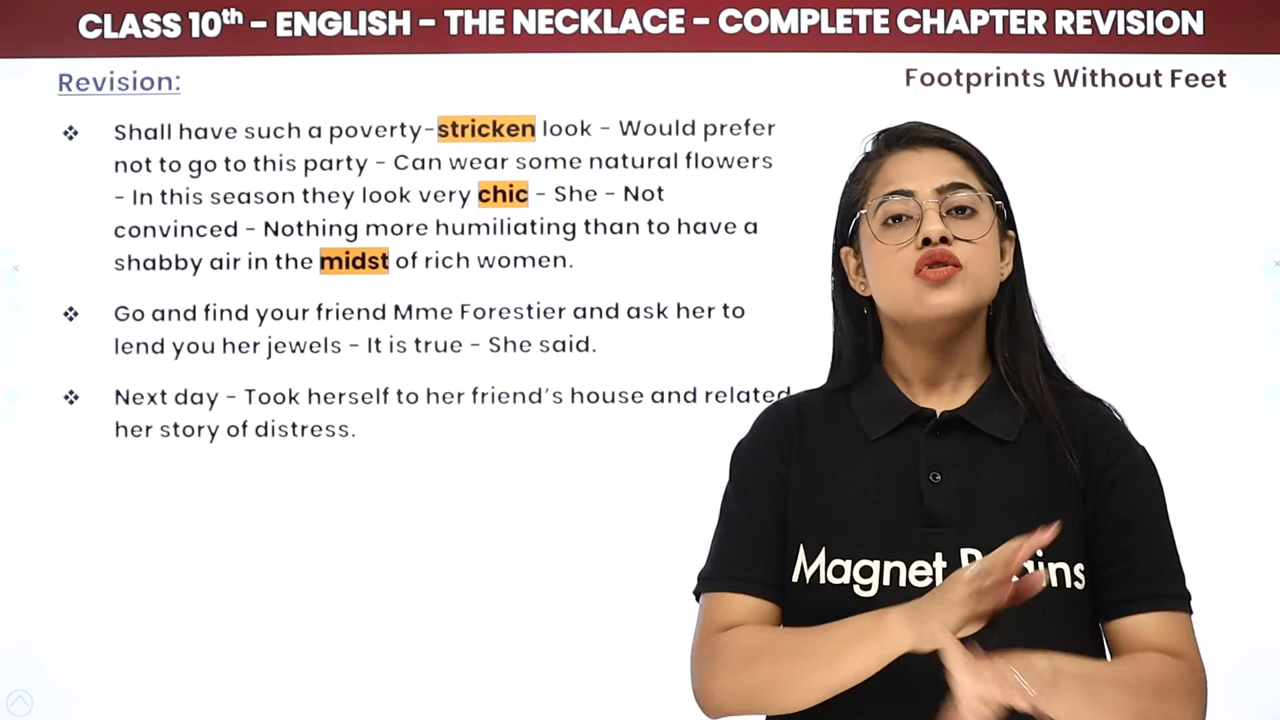 CLASS 10th – ENGLISH – THE NECKLACE – COMPLETE CHAPTER REVISION
Revision:
Footprints Without Feet
❖ Shall have such a poverty-stricken look - Would prefer
not to go to this party - Can wear some natural flowers
- In this season they look very chic - She - Not
convinced - Nothing more humiliating than to have a
shabby air in the midst of rich women.
❖ Go and find your friend Mme Forestier and ask her to
lend you her jewels - It is true - She said.
❖ Next day - Took herself to her friend’s house and related
her story of distress.
Magnet